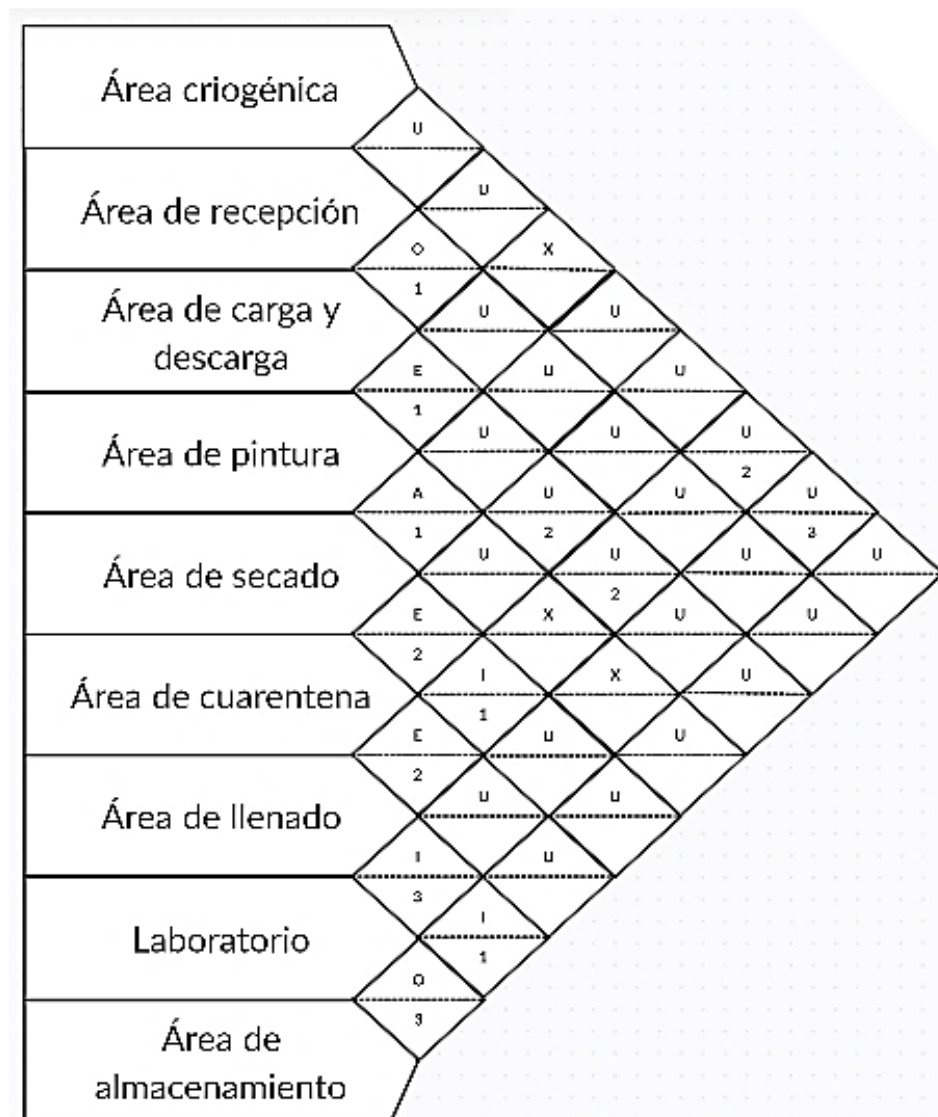 Área criogénica
U
U
Área de recepción
O X
1
Área de carga y U U
descarga
E U U
1
U U U
Área de pintura
2
A U U U
1 2 3
U U U U
Área de secado
2
E X U U
2
I X U
Área de cuarentena
1
E U U
2
U U
Área de llenado
I U
3
I
Laboratorio
1
O
3
Área de
almacenamiento